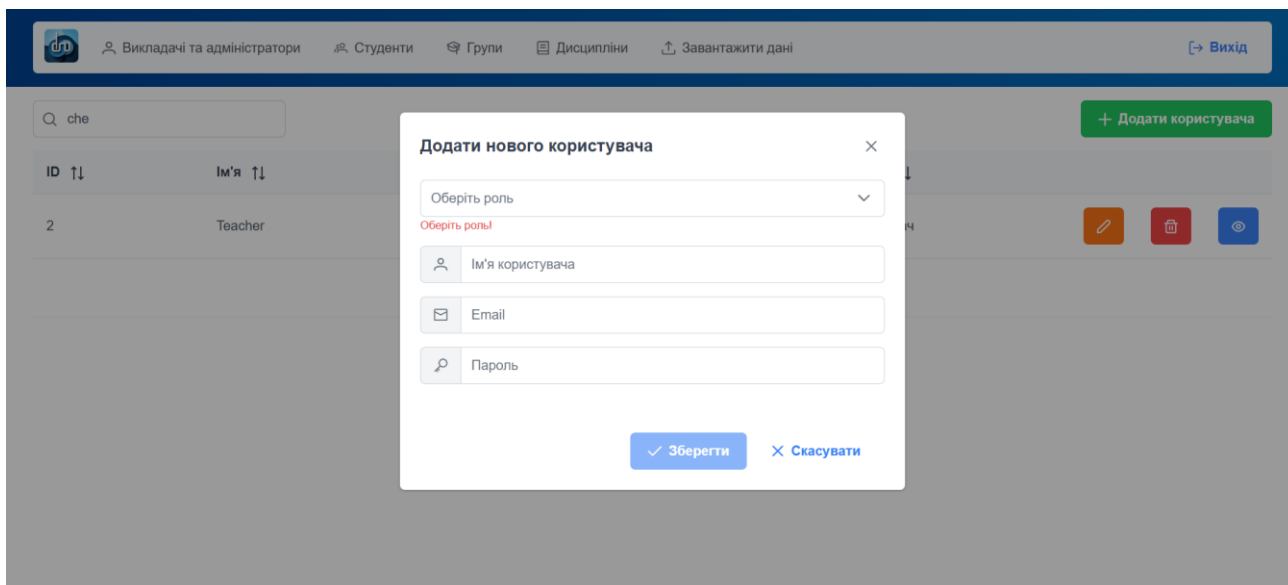 Викладачі та адміністратори Студенти Групи Дисципліни Завантажити дані Вихід
che Додати користувача
Додати нового користувача
ID Ім'я
Оберіть роль
Оберіть роль!
2 Teacher ач
Ім'я користувача
Email
Пароль
Зберегти Скасувати